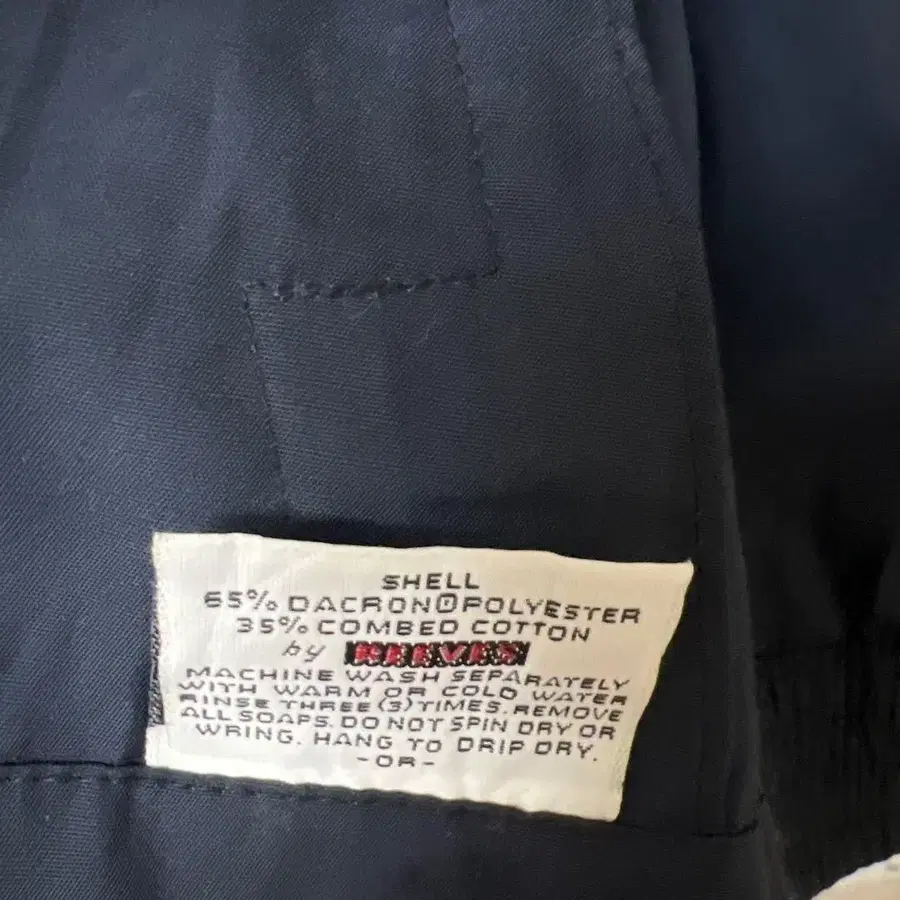 SHELL
65% DACRON® POLYESTER
35% COMBED COTTON
by REEVES
MACHINE WASH SEPARATELY
WITH WARM OR COLD WATER
RINSE THREE (3) TIMES. REMOVE
ALL SOAPS. DO NOT SPIN DRY OR
WRING. HANG TO DRIP DRY.
-OR-